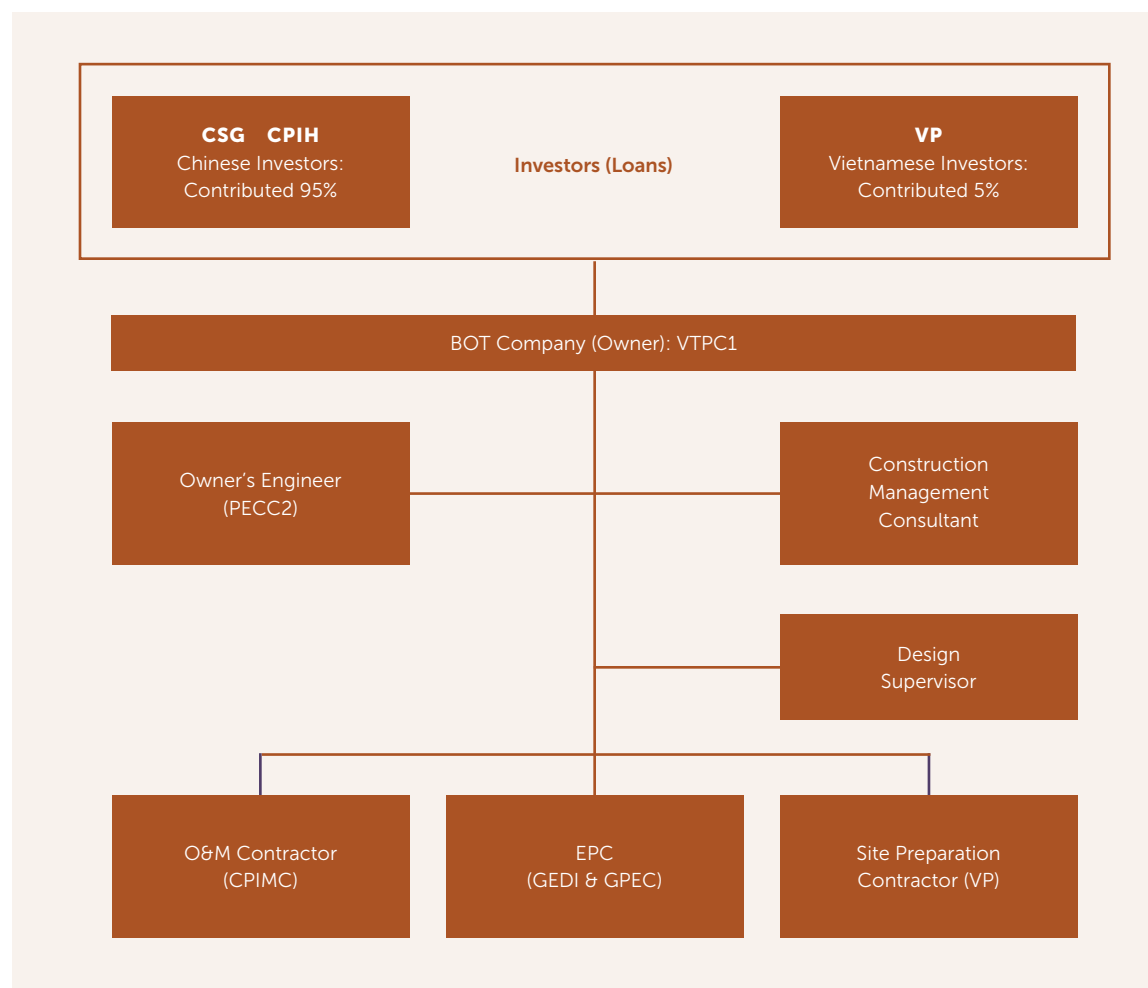 CSG CPIH
Chinese Investors:
Contributed 95%
Investors (Loans)
VP
Vietnamese Investors:
Contributed 5%
BOT Company (Owner): VTPC1
Owner’s Engineer
(PECC2)
Construction
Management
Consultant
Design
Supervisor
O&M Contractor
(CPIMC)
EPC
(GEDI & GPEC)
Site Preparation
Contractor (VP)